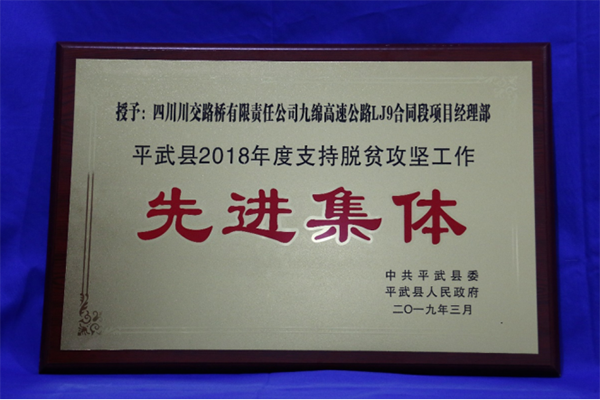 授予：四川川交路桥有限责任公司九绵高速公路LJ9合同段项目经理部
平武县2018年度支持脱贫攻坚工作
先进集体
中共平武县委
平武县人民政府
二〇一九年三月